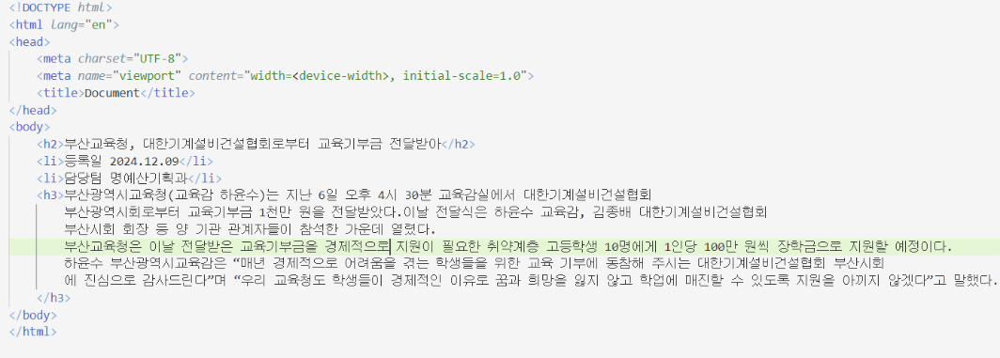 <!DOCTYPE html>
<html lang="en">
<head>
<meta charset="UTF-8">
<meta name="viewport" content="width=<device-width>, initial-scale=1.0">
<title>Document</title>
</head>
<body>
<h2>부산교육청, 대한기계설비건설협회로부터 교육기부금 전달받아</h2>
<li>등록일 2024.12.09</li>
<li>담당팀 명예산기획과</li>
<h3>부산광역시교육청(교육감 하윤수)는 지난 6일 오후 4시 30분 교육감실에서 대한기계설비건설협회
부산광역시회로부터 교육기부금 1천만 원을 전달받았다.이날 전달식은 하윤수 교육감, 김종배 대한기계설비건설협회
부산시회 회장 등 양 기관 관계자들이 참석한 가운데 열렸다.
부산교육청은 이날 전달받은 교육기부금을 경제적으로 지원이 필요한 취약계층 고등학생 10명에게 1인당 100만 원씩 장학금으로 지원할 예정이다.
하윤수 부산광역시교육감은 “매년 경제적으로 어려움을 겪는 학생들을 위한 교육 기부에 동참해 주시는 대한기계설비건설협회 부산시회
에 진심으로 감사드린다”며 “우리 교육청도 학생들이 경제적인 이유로 꿈과 희망을 잃지 않고 학업에 매진할 수 있도록 지원을 아끼지 않겠다”고 말했다.
</h3>
</body>
</html>